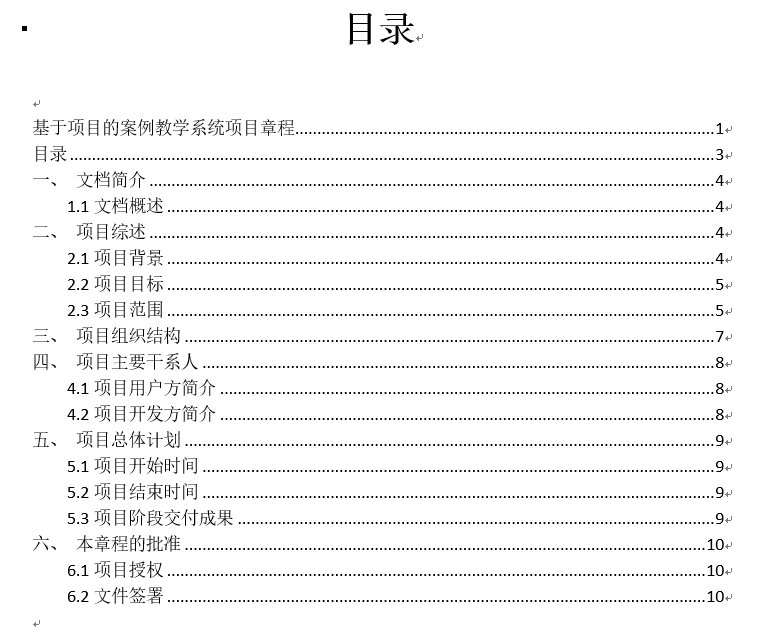 目录
基于项目的案例教学系统项目章程........................................1
目录........................................3
一、 文档简介........................................4
1.1 文档概述........................................4
二、 项目综述........................................4
2.1 项目背景........................................4
2.2 项目目标........................................5
2.3 项目范围........................................5
三、 项目组织结构........................................7
四、 项目主要干系人........................................8
4.1 项目用户方简介........................................8
4.2 项目开发方简介........................................8
五、 项目总体计划........................................9
5.1 项目开始时间........................................9
5.2 项目结束时间........................................9
5.3 项目阶段交付成果........................................9
六、 本章程的批准........................................10
6.1 项目授权........................................10
6.2 文件签署........................................10